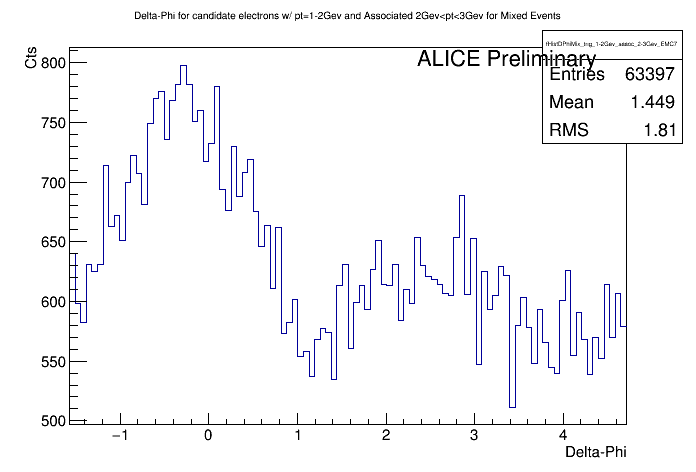 Delta-Phi for candidate electrons w/ pt=1-2Gev and Associated 2Gev<pt<3Gev for Mixed Events
fHistDPhiMix_trig_1-2Gev_assoc_2-3Gev_EMC7
Entries 63397
Mean 1.449
RMS 1.81
ALICE Preliminary
Cts
800
750
700
650
600
550
500
−1 0 1 2 3 4
Delta-Phi